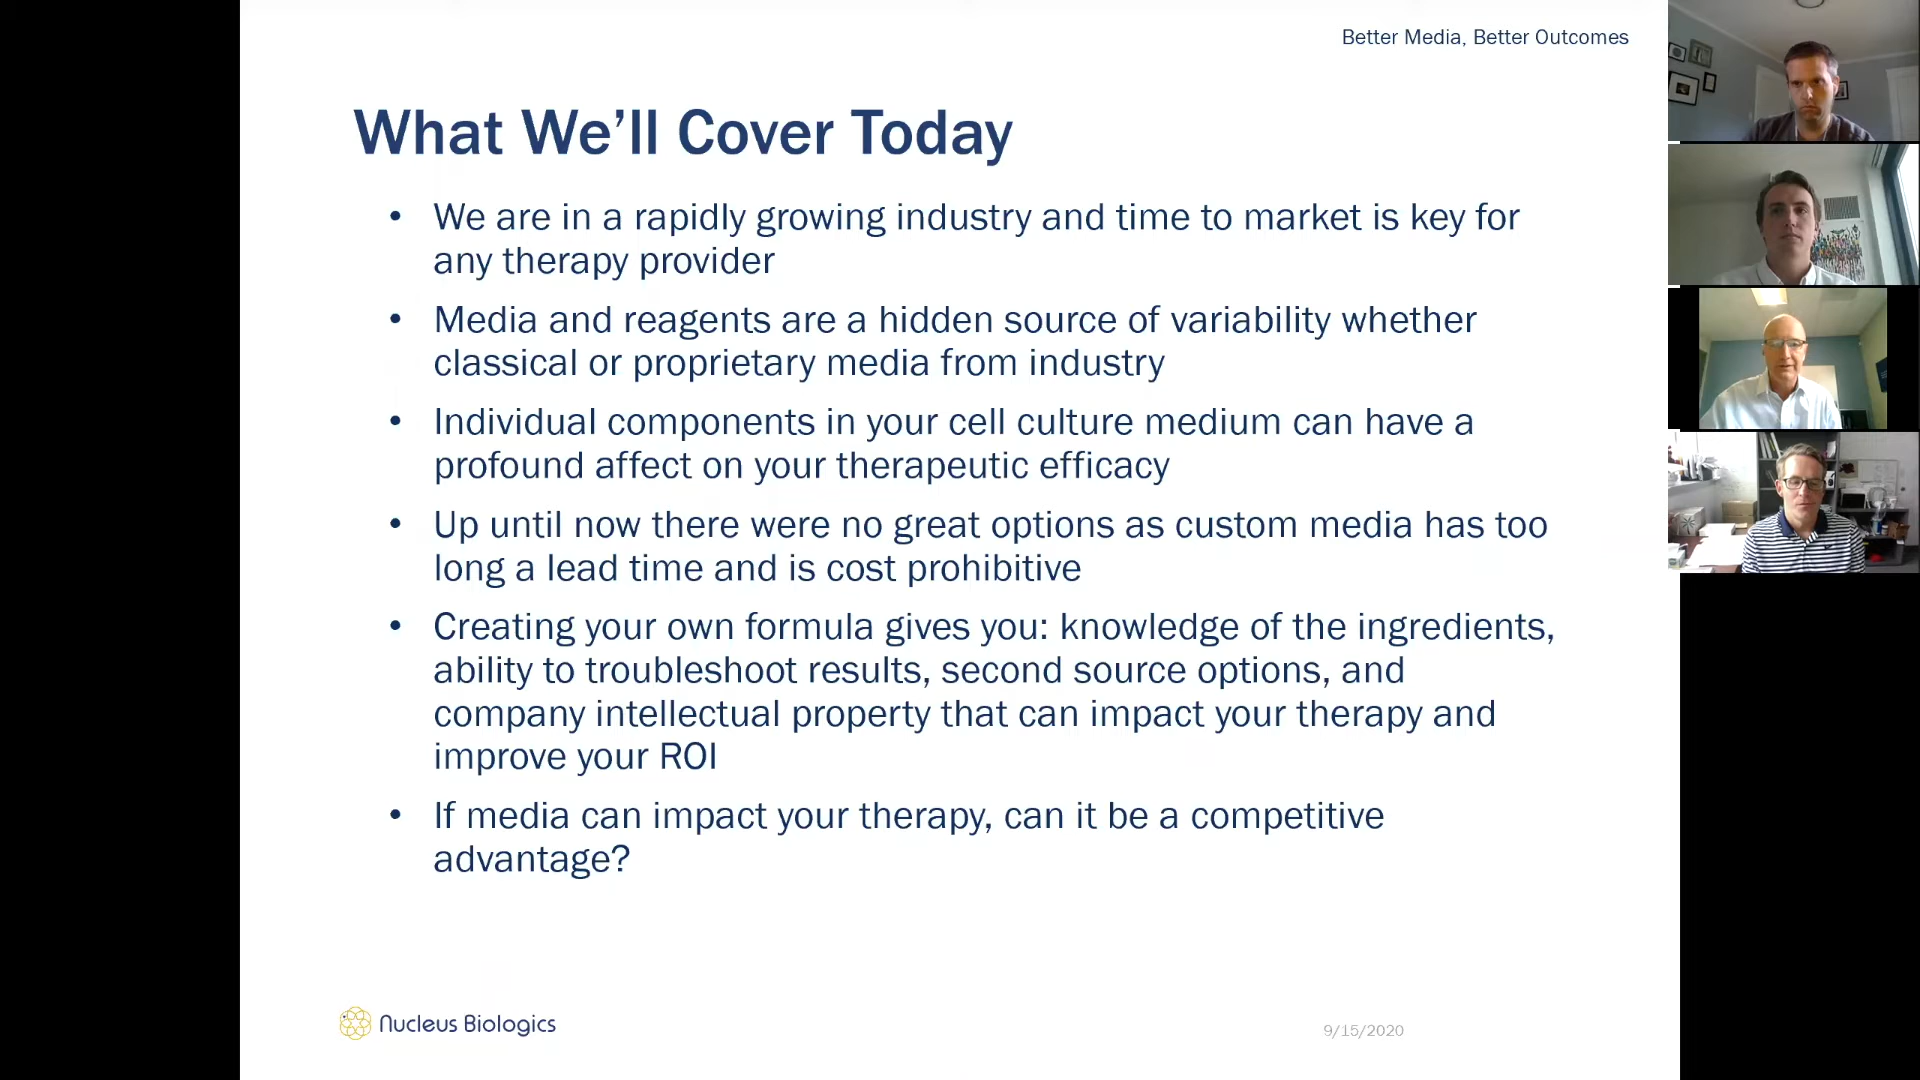 Better Media, Better Outcomes
What We’ll Cover Today
• We are in a rapidly growing industry and time to market is key for
any therapy provider
• Media and reagents are a hidden source of variability whether
classical or proprietary media from industry
• Individual components in your cell culture medium can have a
profound affect on your therapeutic efficacy
• Up until now there were no great options as custom media has too
long a lead time and is cost prohibitive
• Creating your own formula gives you: knowledge of the ingredients,
ability to troubleshoot results, second source options, and
company intellectual property that can impact your therapy and
improve your ROI
• If media can impact your therapy, can it be a competitive
advantage?
Nucleus Biologics
9/15/2020